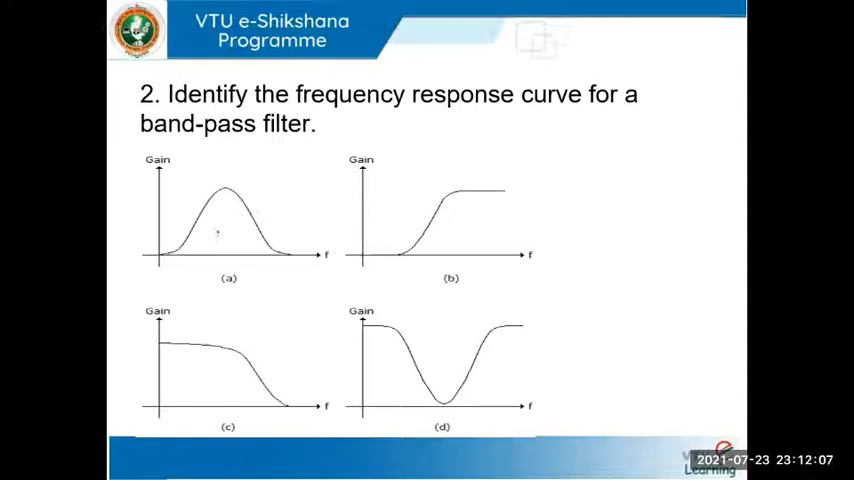 VTU e-Shikshana
Programme
2. Identify the frequency response curve for a
band-pass filter.
Gain
f
(a)
Gain
f
(b)
Gain
f
(c)
Gain
f
(d)
2021-07-23 23:12:07
Learning